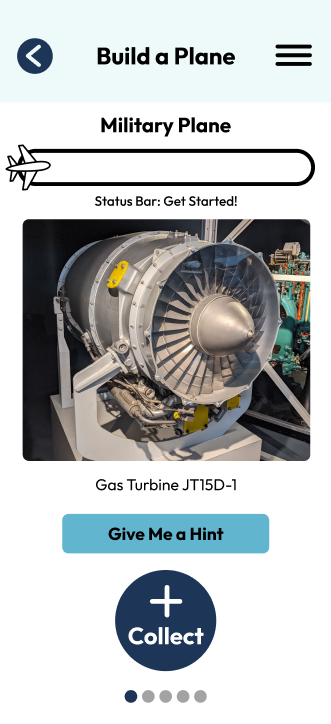 Build a Plane
Military Plane
Status Bar: Get Started!
Gas Turbine JT15D-1
Give Me a Hint
Collect